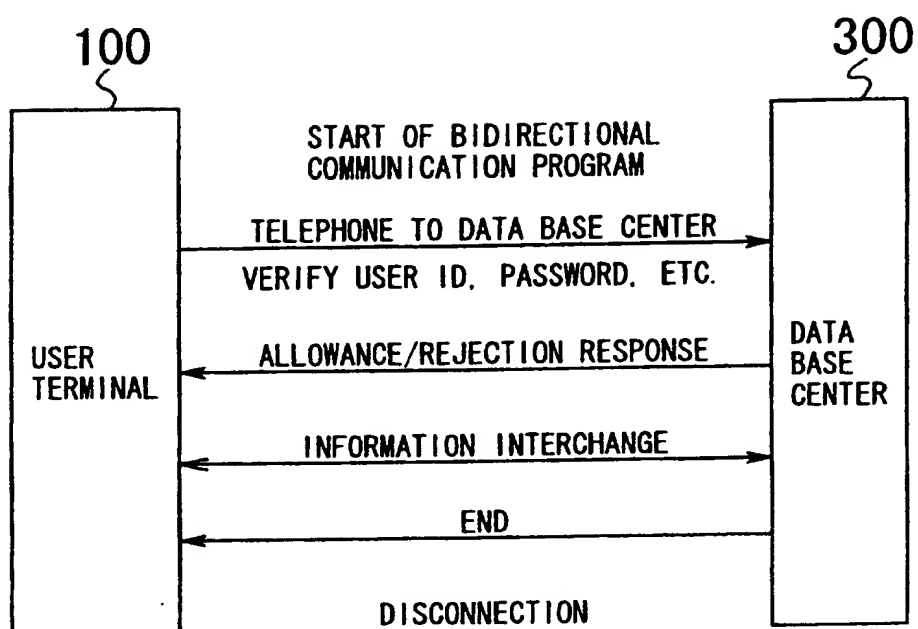 100
300
START OF BIDIRECTIONAL
COMMUNICATION PROGRAM
TELEPHONE TO DATA BASE CENTER
VERIFY USER ID, PASSWORD, ETC.
USER
TERMINAL
ALLOWANCE/REJECTION RESPONSE
DATA
BASE
CENTER
INFORMATION INTERCHANGE
END
DISCONNECTION